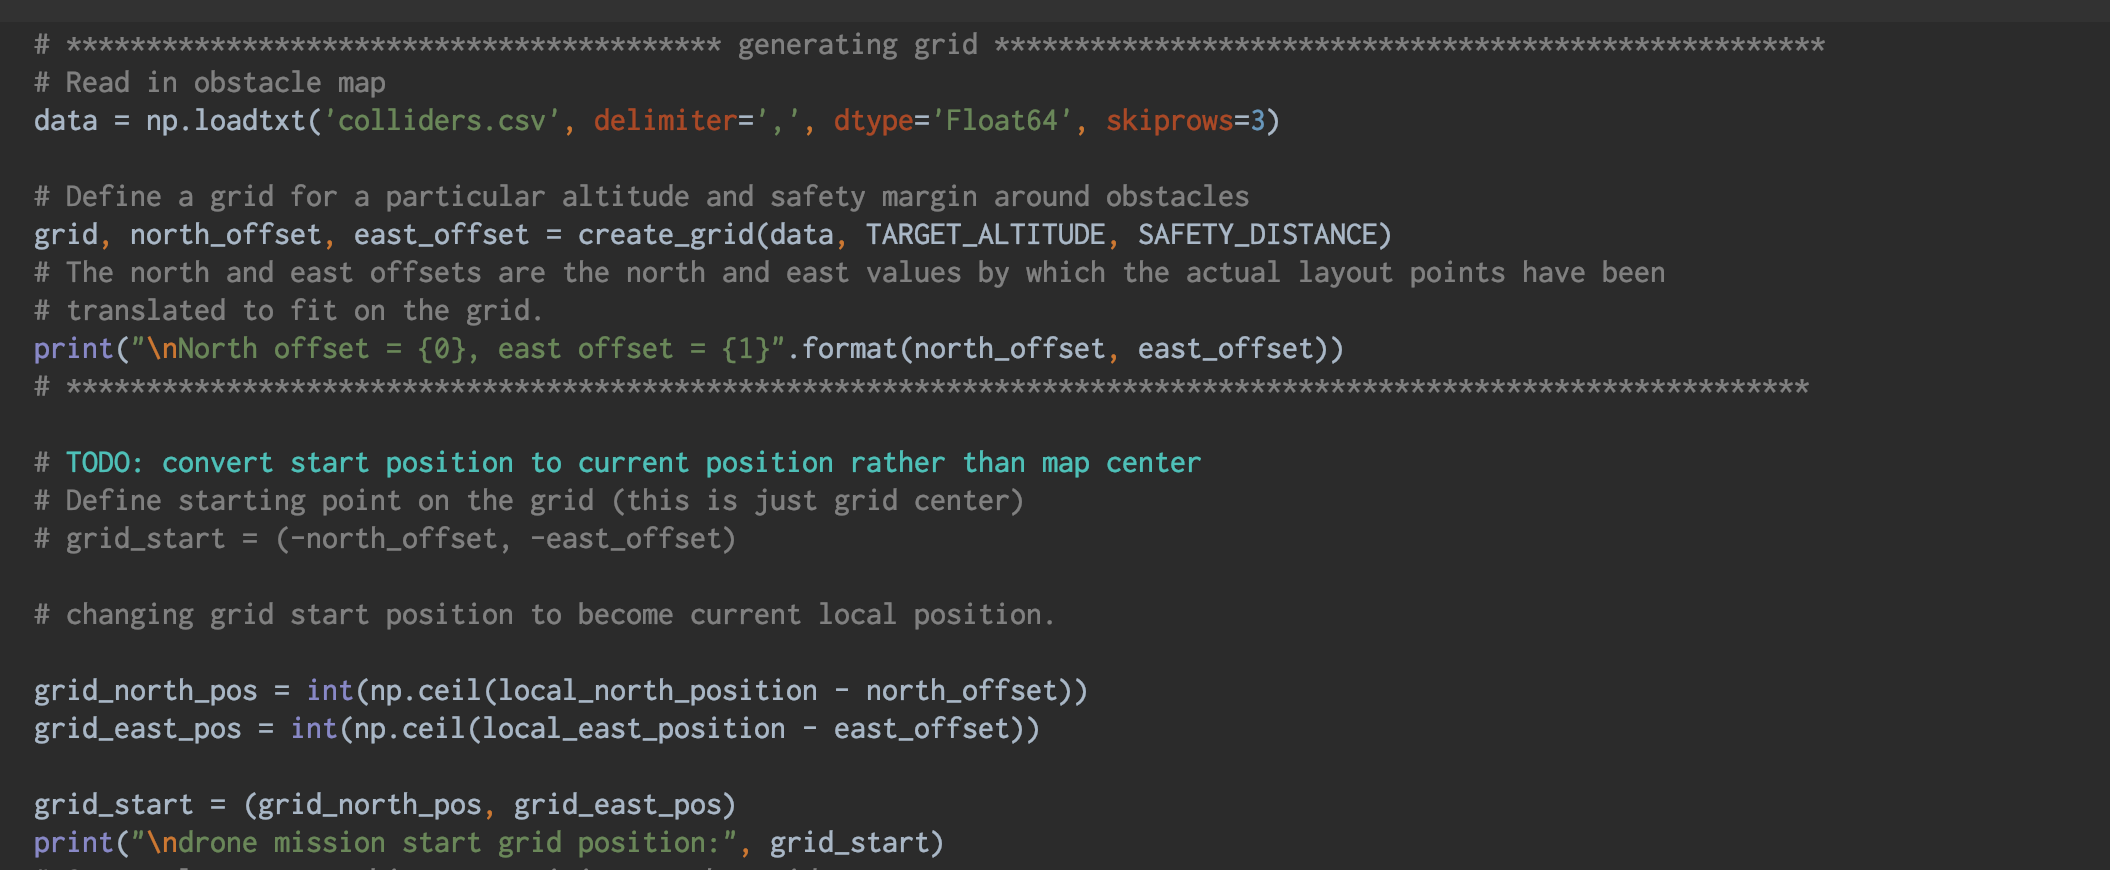 # ***************************************** generating grid ****************************************************
# Read in obstacle map
data = np.loadtxt('colliders.csv', delimiter=',', dtype='Float64', skiprows=3)
# Define a grid for a particular altitude and safety margin around obstacles
grid, north_offset, east_offset = create_grid(data, TARGET_ALTITUDE, SAFETY_DISTANCE)
# The north and east offsets are the north and east values by which the actual layout points have been
# translated to fit on the grid.
print("\nNorth offset = {0}, east offset = {1}".format(north_offset, east_offset))
# *************************************************************************************************************
# TODO: convert start position to current position rather than map center
# Define starting point on the grid (this is just grid center)
# grid_start = (-north_offset, -east_offset)
# changing grid start position to become current local position.
grid_north_pos = int(np.ceil(local_north_position - north_offset))
grid_east_pos = int(np.ceil(local_east_position - east_offset))
grid_start = (grid_north_pos, grid_east_pos)
print("\ndrone mission start grid position:", grid_start)